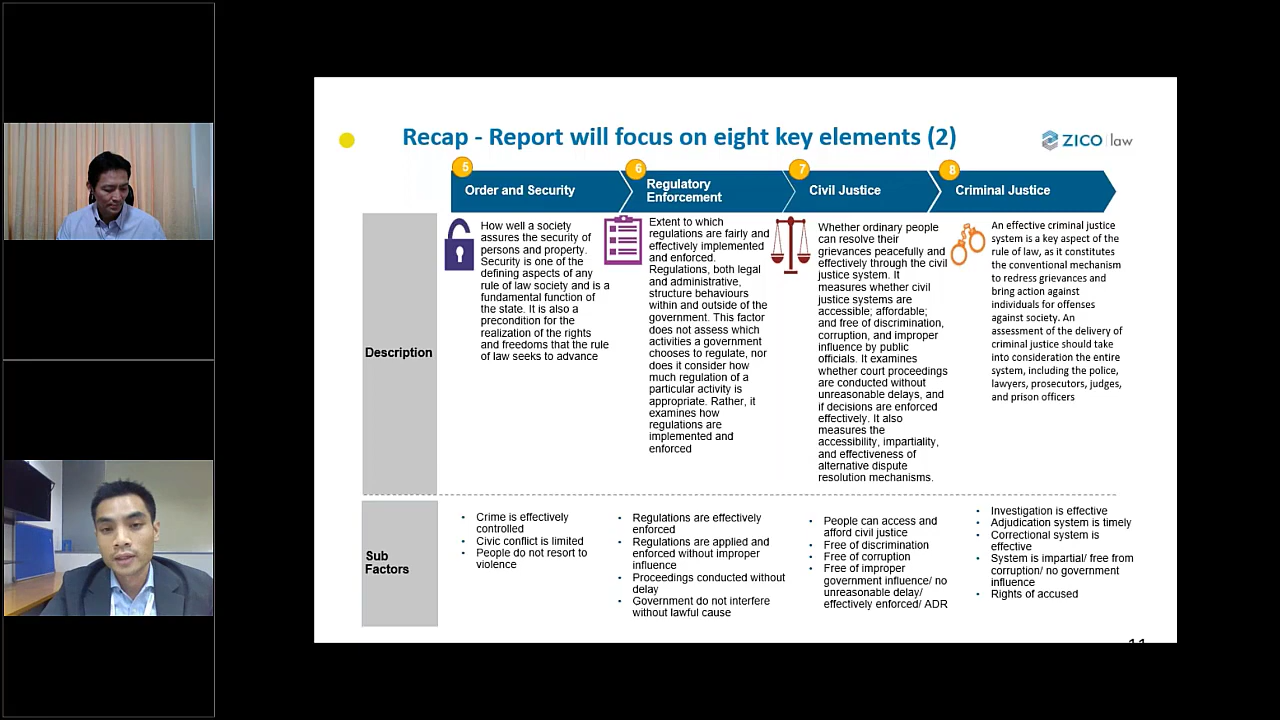 Recap - Report will focus on eight key elements (2)
ZICO law
5
6
7
8
Order and Security
Regulatory
Enforcement
Civil Justice
Criminal Justice
Description
How well a society
assures the security of
persons and property.
Security is one of the
defining aspects of any
rule of law society and is a
fundamental function of
the state. It is also a
precondition for the
realization of the rights
and freedoms that the rule
of law seeks to advance
Extent to which
regulations are fairly and
effectively implemented
and enforced.
Regulations, both legal
and administrative,
structure behaviours
within and outside of the
government. This factor
does not assess which
activities a government
chooses to regulate, nor
does it consider how
much regulation of a
particular activity is
appropriate. Rather, it
examines how
regulations are
implemented and
enforced
Whether ordinary people
can resolve their
grievances peacefully and
effectively through the civil
justice system. It
measures whether civil
justice systems are
accessible; affordable;
and free of discrimination,
corruption, and improper
influence by public
officials. It examines
whether court proceedings
are conducted without
unreasonable delays, and
if decisions are enforced
effectively. It also
measures the
accessibility, impartiality,
and effectiveness of
alternative dispute
resolution mechanisms.
An effective criminal justice
system is a key aspect of the
rule of law, as it constitutes
the conventional mechanism
to redress grievances and
bring action against
individuals for offenses
against society. An
assessment of the delivery of
criminal justice should take
into consideration the entire
system, including the police,
lawyers, prosecutors, judges,
and prison officers
Sub
Factors
• Crime is effectively
controlled
• Civic conflict is limited
• People do not resort to
violence
• Regulations are effectively
enforced
• Regulations are applied and
enforced without improper
influence
• Proceedings conducted without
delay
• Government do not interfere
without lawful cause
• People can access and
afford civil justice
• Free of discrimination
• Free of corruption
• Free of improper
government influence/ no
unreasonable delay/
effectively enforced/ ADR
• Investigation is effective
• Adjudication system is timely
• Correctional system is
effective
• System is impartial/ free from
corruption/ no government
influence
• Rights of accused